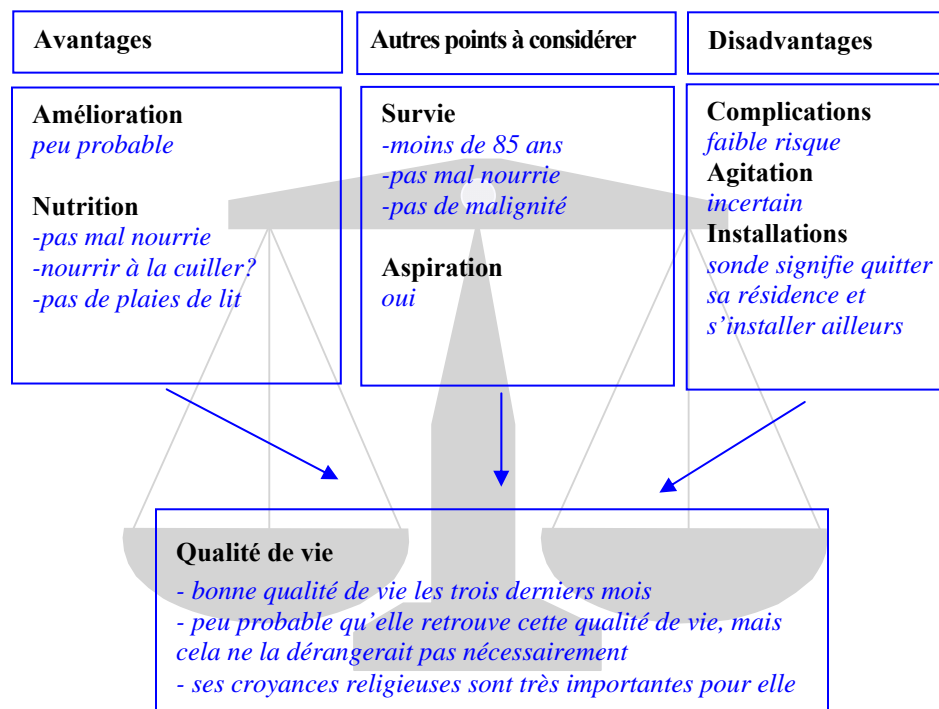 Avantages
Amélioration
peu probable
Nutrition
-pas mal nourrie
-nourrir à la cuiller?
-pas de plaies de lit
Autres points à considérer
Survie
-moins de 85 ans
-pas mal nourrie
-pas de malignité
Aspiration
oui
Disadvantages
Complications
faible risque
Agitation
incertain
Installations
sonde signifie quitter
sa résidence et
s'installer ailleurs
Qualité de vie
- bonne qualité de vie les trois derniers mois
- peu probable qu'elle retrouve cette qualité de vie, mais
cela ne la dérangerait pas nécessairement
- ses croyances religieuses sont très importantes pour elle